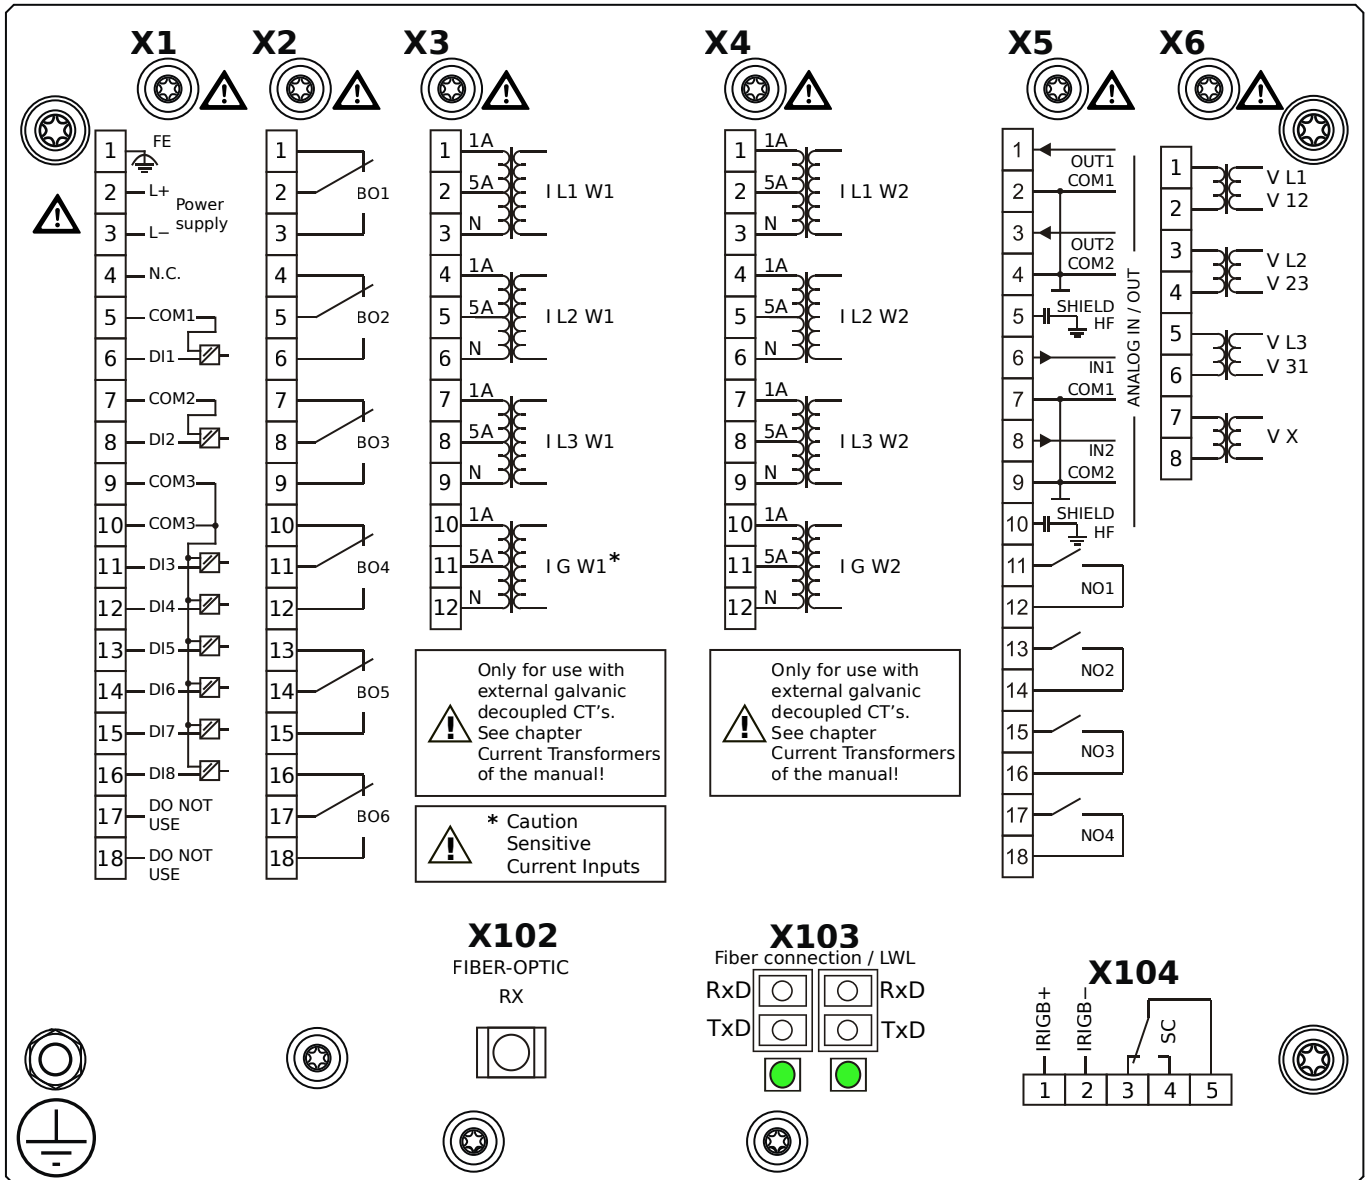 X1
X2
X3
X4
X5
X6
1 FE
2 L+
Power
supply
3 L−
4 N.C.
5 COM1
6 DI1
7 COM2
8 DI2
9 COM3
10 COM3
11 DI3
12 DI4
13 DI5
14 DI6
15 DI7
16 DI8
17 DO NOT
USE
18 DO NOT
USE
1
2 BO1
3
4
5 BO2
6
7
8 BO3
9
10
11 BO4
12
13
14 BO5
15
16
17 BO6
18
1 1A
2 5A I L1 W1
3 N
4 1A
5 5A I L2 W1
6 N
7 1A
8 5A I L3 W1
9 N
10 1A
11 5A I G W1*
12 N
Only for use with
external galvanic
decoupled CT's.
See chapter
Current Transformers
of the manual!
* Caution
Sensitive
Current Inputs
1 1A
2 5A I L1 W2
3 N
4 1A
5 5A I L2 W2
6 N
7 1A
8 5A I L3 W2
9 N
10 1A
11 5A I G W2
12 N
Only for use with
external galvanic
decoupled CT's.
See chapter
Current Transformers
of the manual!
1
OUT1
2 COM1
3
OUT2
4 COM2
5 SHIELD
HF
6
IN1
7 COM1
8
IN2
9 COM2
10 SHIELD
HF
ANALOG IN / OUT
11
NO1
12
13
NO2
14
15
NO3
16
17
NO4
18
1 V L1
2 V 12
3 V L2
4 V 23
5 V L3
6 V 31
7 V X
8
X102
FIBER-OPTIC
RX
X103
Fiber connection / LWL
RxD RxD
TxD TxD
X104
IRIGB+
IRIGB−
SC
1 2 3 4 5